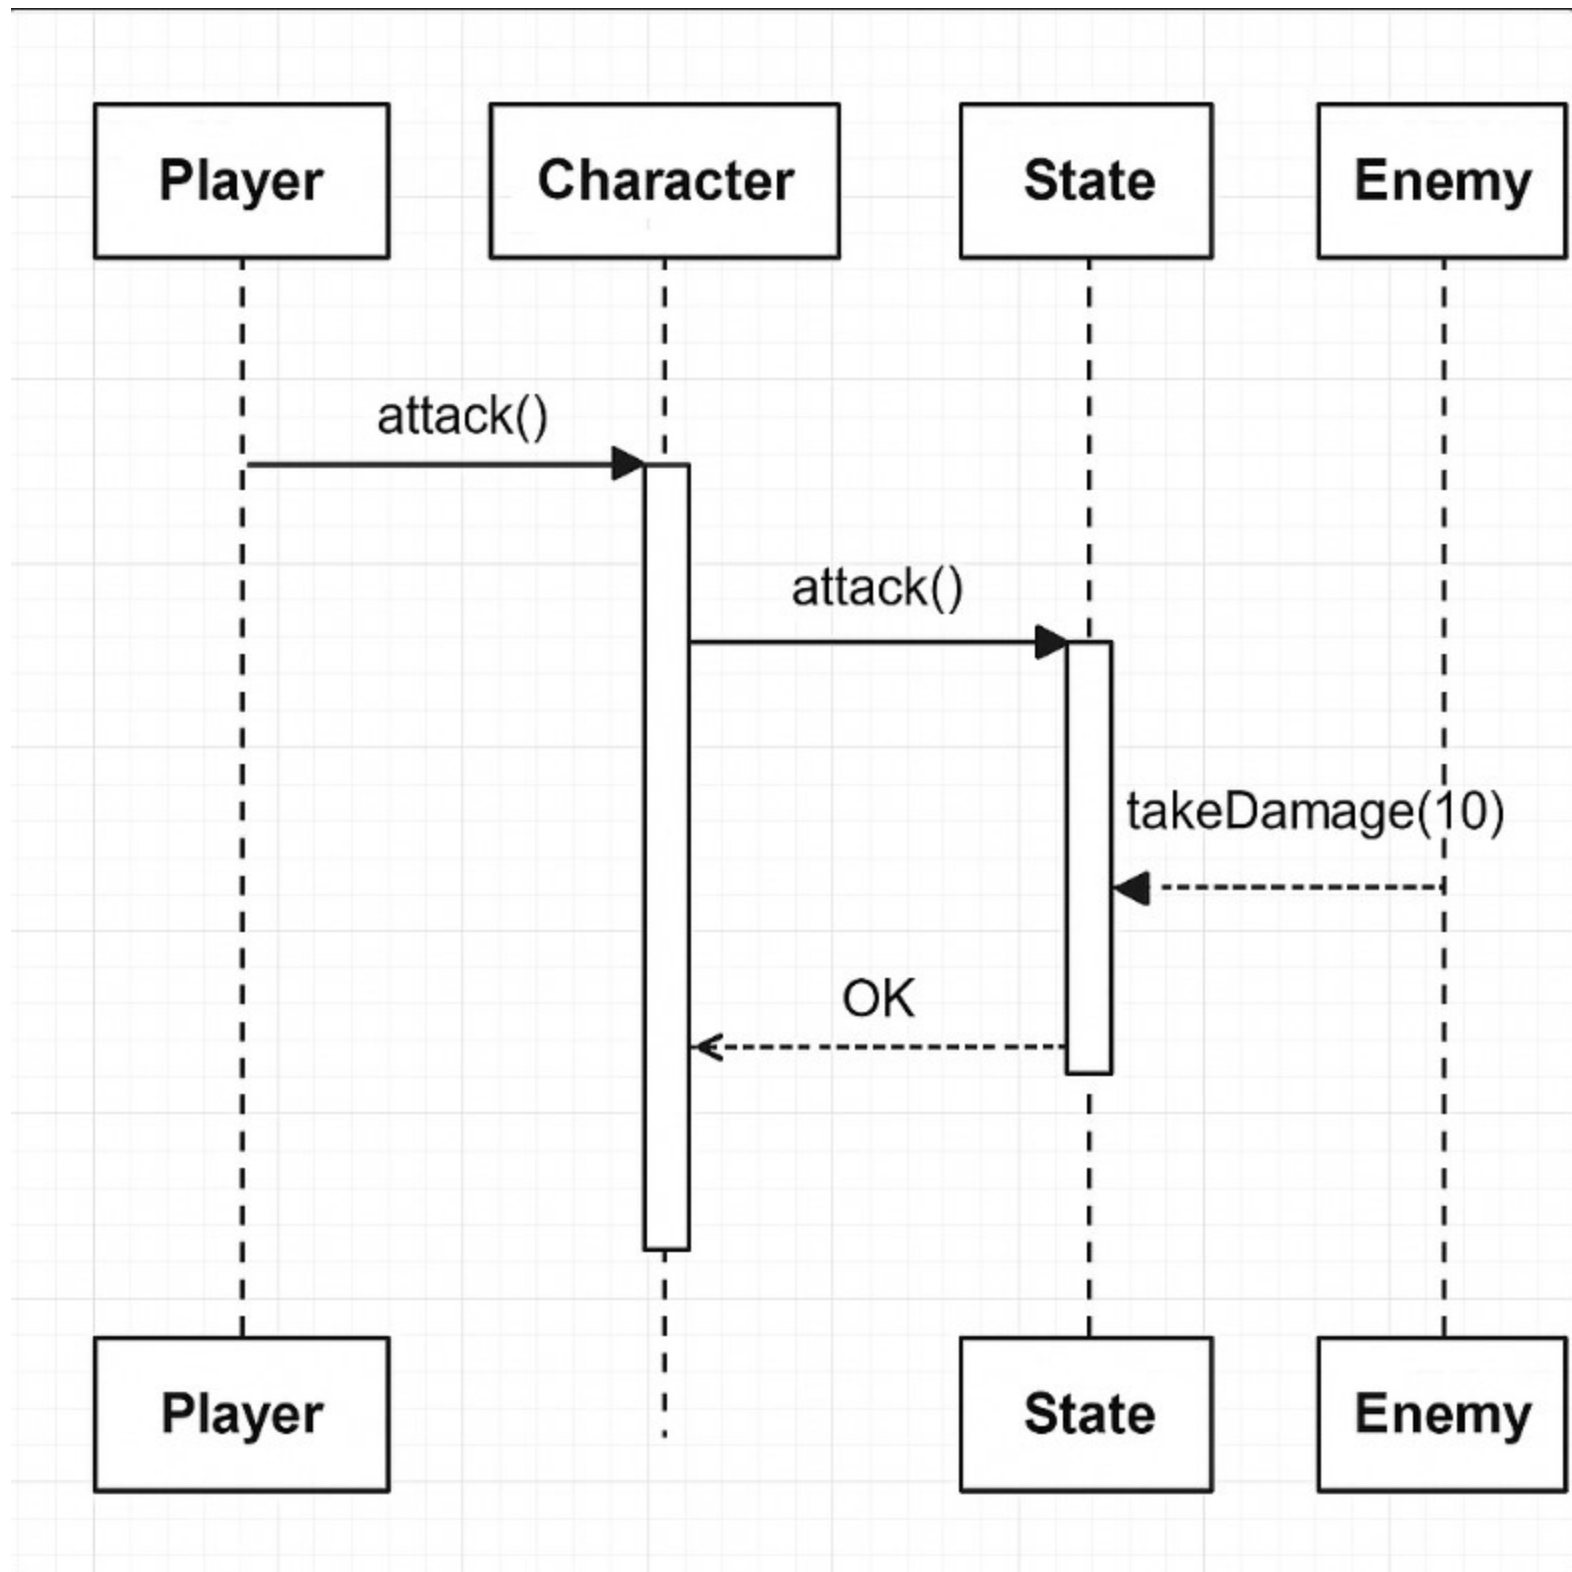 Player
Character
State
Enemy
attack()
attack()
takeDamage(10)
OK
Player
State
Enemy